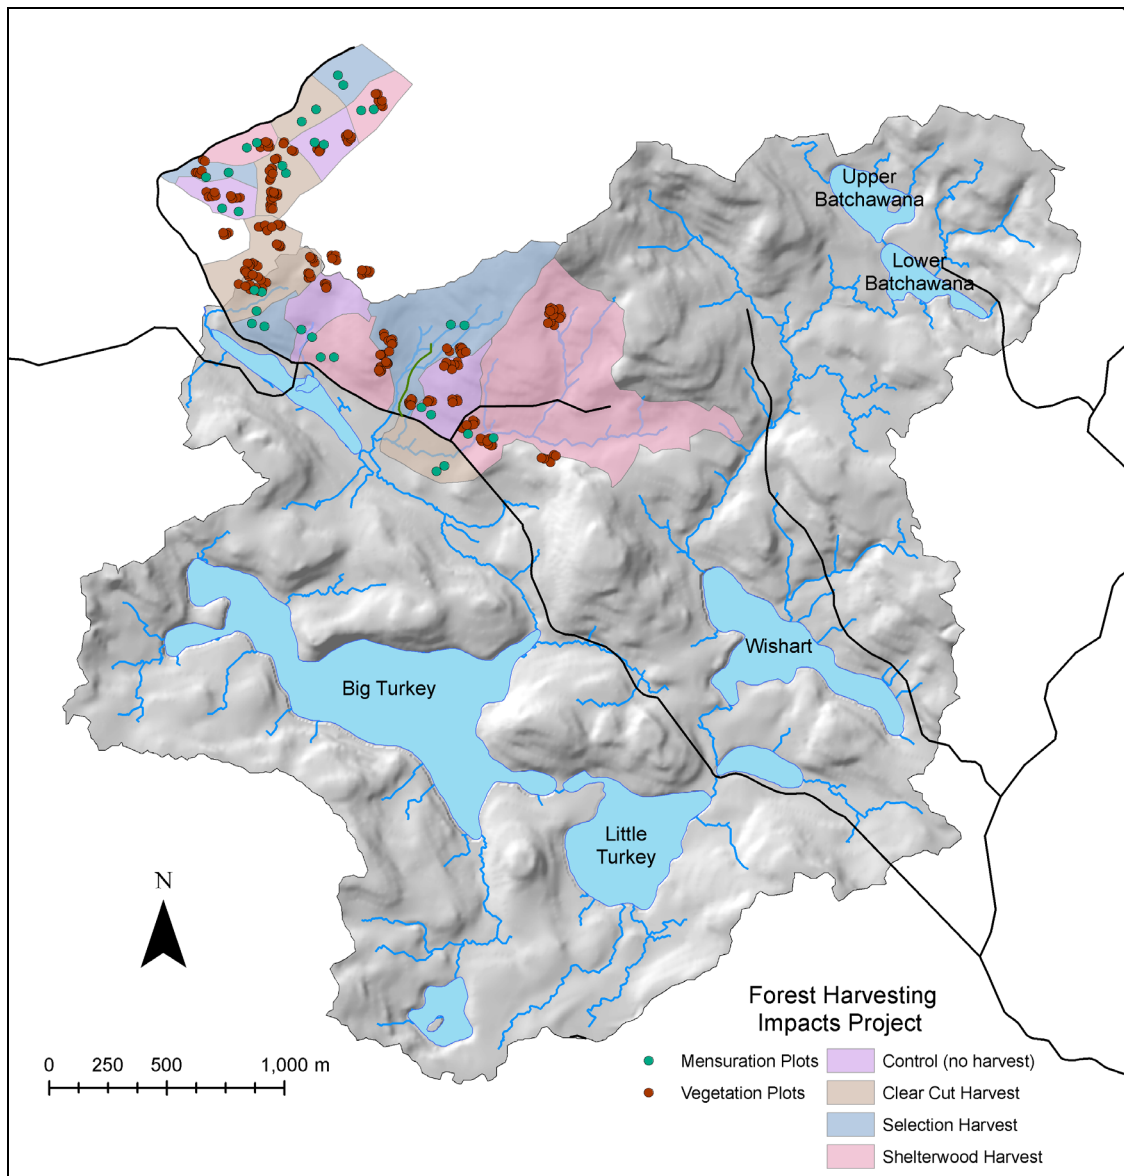 Upper
Batchawana
Lower
Batchawana
Wishart
Big Turkey
Little
Turkey
N
Forest Harvesting
Impacts Project
0 250 500 1,000 m
Mensuration Plots
Vegetation Plots
Control (no harvest)
Clear Cut Harvest
Selection Harvest
Shelterwood Harvest